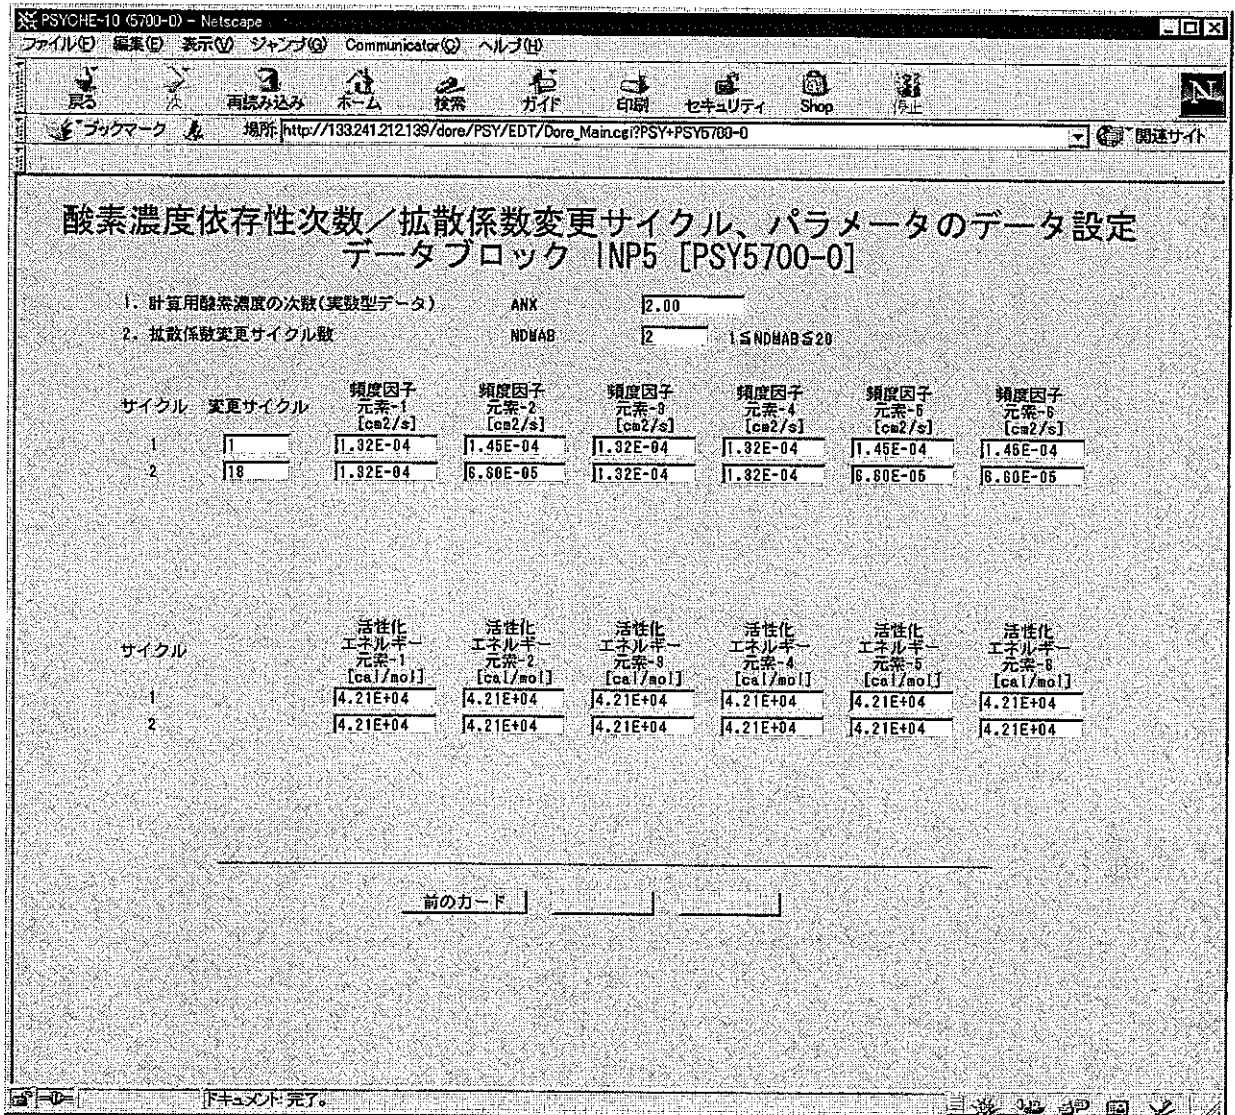 PSYCHE-10 (5700-0) - Netscape
ファイル(F) 編集(E) 表示(V) ジャンプ(G) Communicator(C) ヘルプ(H)
戻る 次 再読み込み ホーム 検索 ガイド 印刷 セキュリティ Shop 停止 N
ブックマーク 場所: http://133.241.212.139/dore/PSY/EDT/Dore_Main.cgi?PSY+PSY5700-0 関連サイト
酸素濃度依存性次数／拡散係数変更サイクル、パラメータのデータ設定
データブロック INP5 [PSY5700-0]
1. 計算用酸素濃度の次数(実数型データ) ANX 2.00
2. 拡散係数変更サイクル数 NDMAB 2 1≦NDMAB≦20
頻度因子 頻度因子 頻度因子 頻度因子 頻度因子 頻度因子
サイクル 変更サイクル 元素-1 元素-2 元素-3 元素-4 元素-5 元素-6
[cm2/s] [cm2/s] [cm2/s] [cm2/s] [cm2/s] [cm2/s]
1 1 1.32E-04 1.45E-04 1.32E-04 1.32E-04 1.45E-04 1.45E-04
2 18 1.32E-04 1.32E-04 1.32E-04
活性化 活性化 活性化 活性化 活性化 活性化
エネルギー エネルギー エネルギー エネルギー エネルギー エネルギー
サイクル 元素-1 元素-2 元素-3 元素-4 元素-5 元素-6
[cal/mol] [cal/mol] [cal/mol] [cal/mol] [cal/mol] [cal/mol]
1 4.21E+04 4.21E+04 4.21E+04 4.21E+04 4.21E+04 4.21E+04
2 4.21E+04 4.21E+04 4.21E+04 4.21E+04 4.21E+04 4.21E+04
前のカード
ドキュメント: 完了。